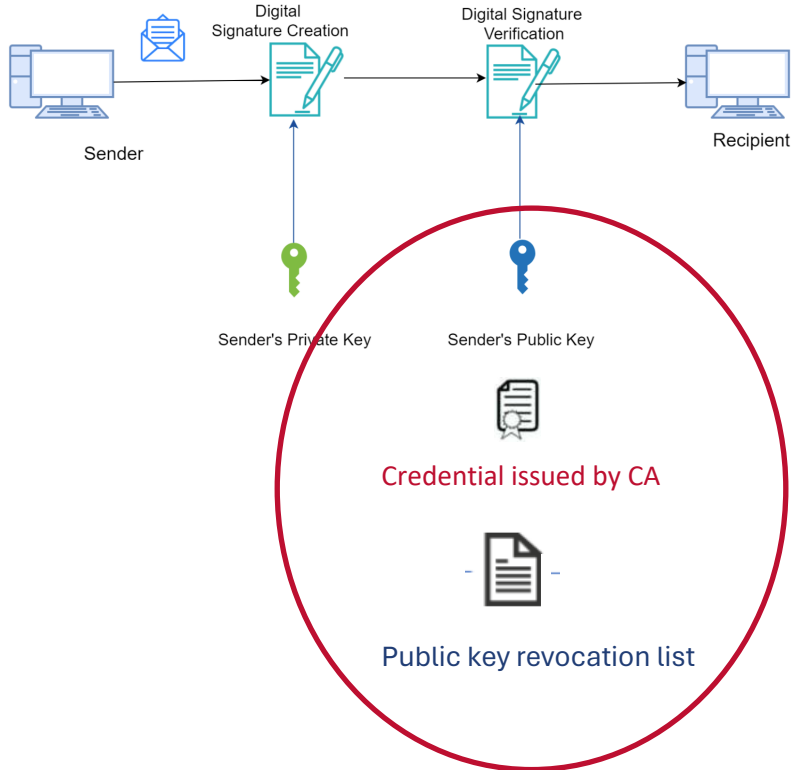 Digital
Signature Creation
Digital Signature
Verification
Sender
Recipient
Sender's Private Key
Sender's Public Key
Credential issued by CA
Public key revocation list